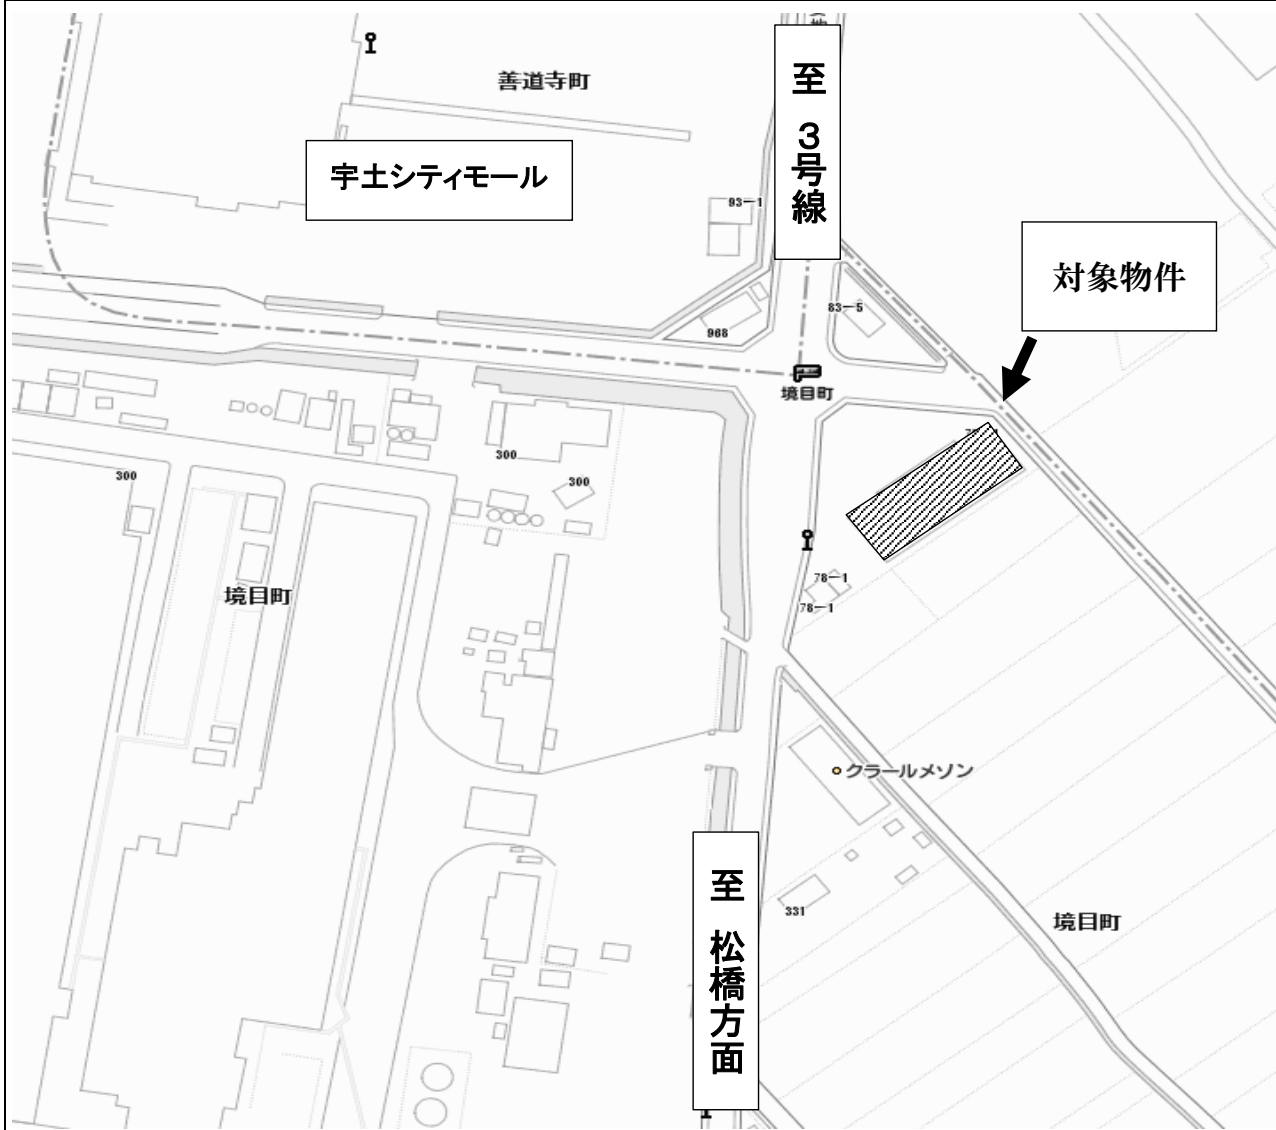 善道寺町
至 3号線
宇土シティモール
93-1
対象物件
83-5
968
境目町
300
300
300
境目町
78-1
78-1
クラールメゾン
331
境目町
至 松橋方面